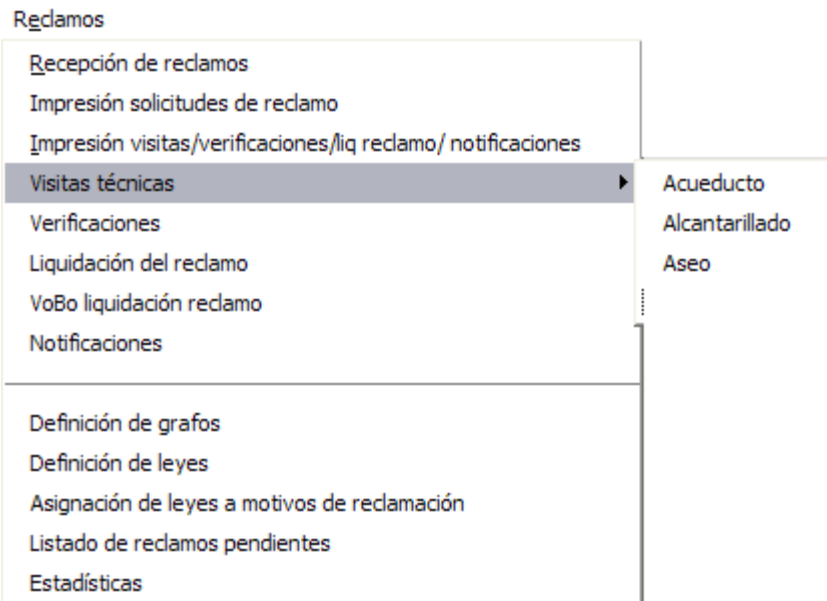 Reclamos
Recepción de reclamos
Impresión solicitudes de reclamo
Impresión visitas/verificaciones/liq reclamo/ notificaciones
Visitas técnicas
Acueducto
Verificaciones
Alcantarillado
Liquidación del reclamo
Aseo
VoBo liquidación reclamo
Notificaciones
Definición de grafos
Definición de leyes
Asignación de leyes a motivos de reclamación
Listado de reclamos pendientes
Estadísticas